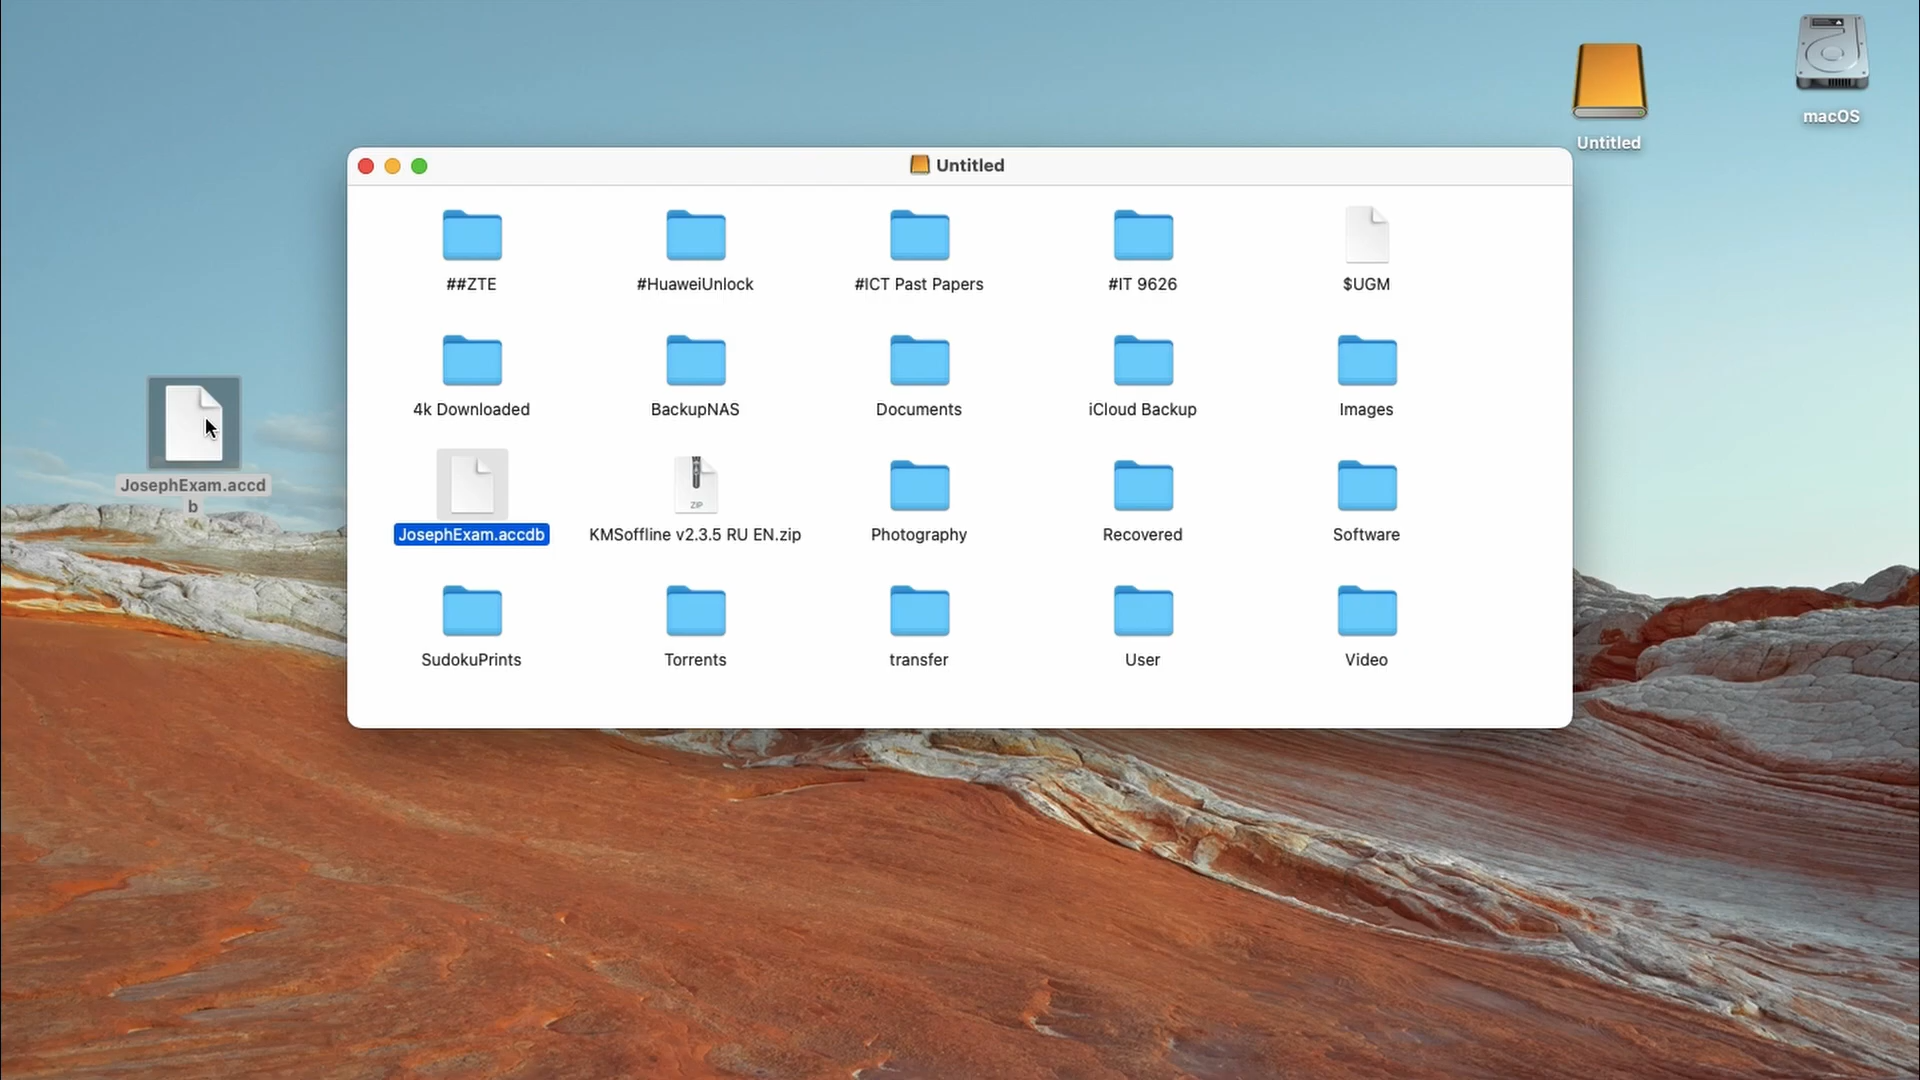 macOS
Untitled
Untitled
##ZTE
#HuaweiUnlock
#ICT Past Papers
#IT 9626
$UGM
4k Downloaded
BackupNAS
Documents
iCloud Backup
Images
JosephExam.accd
b
JosephExam.accdb
ZIP
KMSoffline v2.3.5 RU EN.zip
Photography
Recovered
Software
SudokuPrints
Torrents
transfer
User
Video